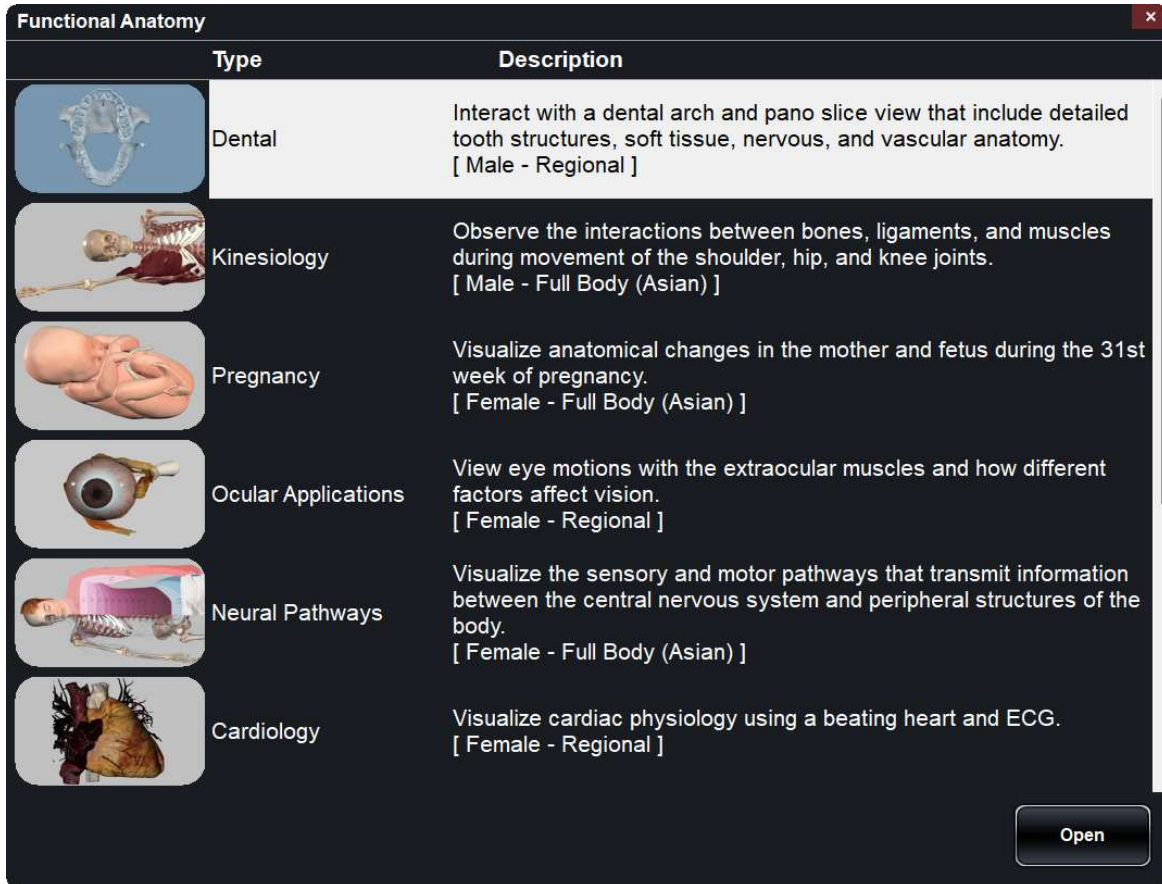 Functional Anatomy
×
Type
Description
Dental
Interact with a dental arch and pano slice view that include detailed
tooth structures, soft tissue, nervous, and vascular anatomy.
[ Male - Regional ]
Kinesiology
Observe the interactions between bones, ligaments, and muscles
during movement of the shoulder, hip, and knee joints.
[ Male - Full Body (Asian) ]
Pregnancy
Visualize anatomical changes in the mother and fetus during the 31st
week of pregnancy.
[ Female - Full Body (Asian) ]
Ocular Applications
View eye motions with the extraocular muscles and how different
factors affect vision.
[ Female - Regional ]
Neural Pathways
Visualize the sensory and motor pathways that transmit information
between the central nervous system and peripheral structures of the
body.
[ Female - Full Body (Asian) ]
Cardiology
Visualize cardiac physiology using a beating heart and ECG.
[ Female - Regional ]
Open